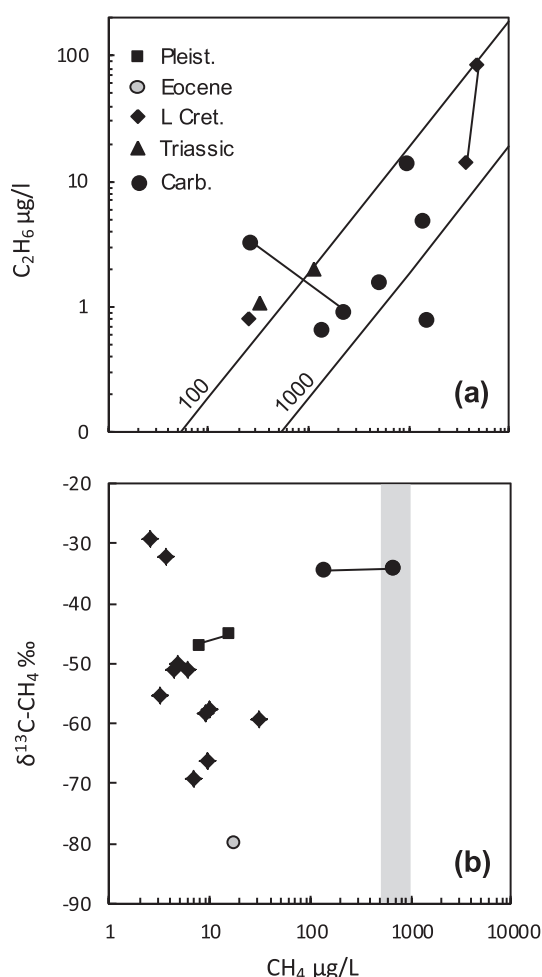 100
10
1
0
C₂H₆ µg/l
Pleist.
Eocene
L Cret.
Triassic
Carb.
100
1000
(a)
-20
-30
-40
-50
-60
-70
-80
-90
δ¹³C-CH₄ ‰
(b)
1 10 100 1000 10000
CH₄ µg/L